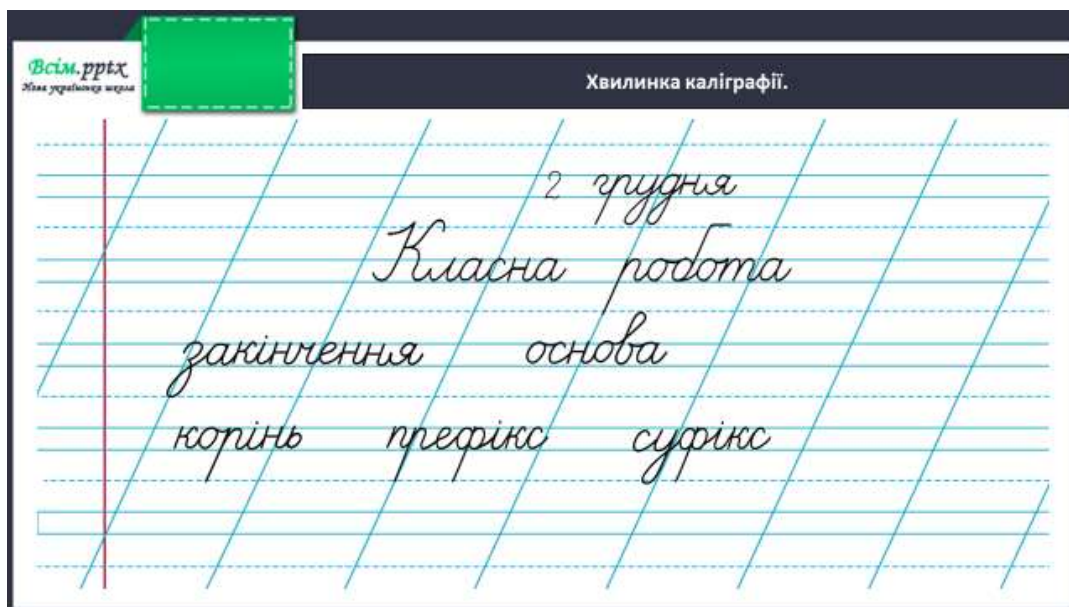 Всім.pptx
Нова українська школа
Хвилинка каліграфії.
2 грудня
Класна робота
закінчення основа
корінь префікс суфікс